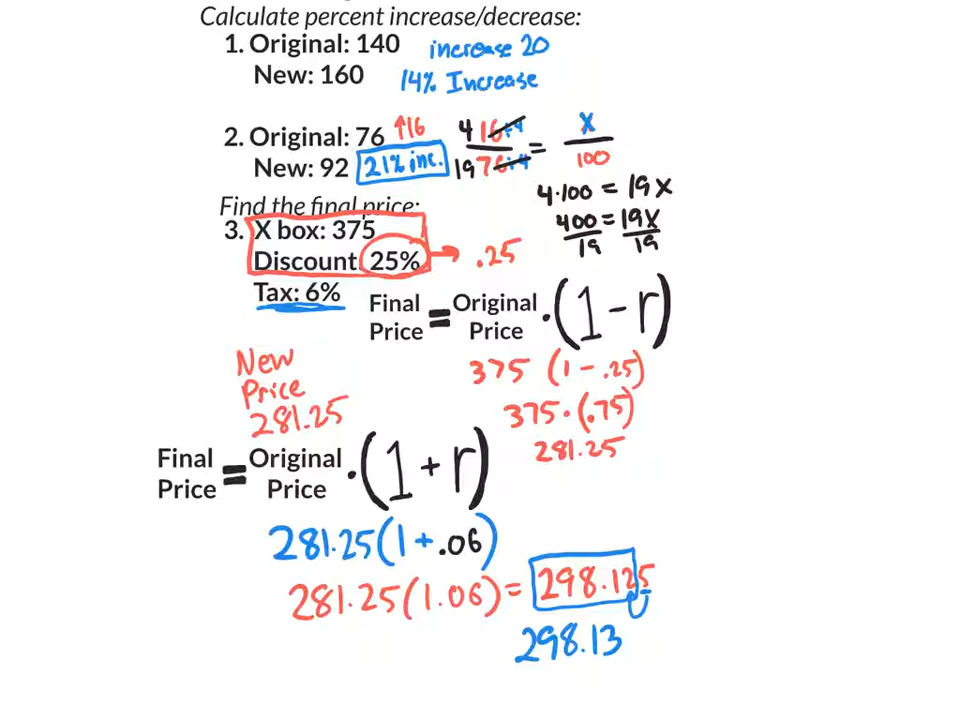 Calculate percent increase/decrease:
1. Original: 140 increase 20
New: 160 14% Increase
2. Original: 76 ↑16 4 16÷4 = x
New: 92 21% inc. 19 76÷4 100
4·100 = 19x
Find the final price:
400 = 19x
19 19
3. X box: 375
Discount 25% → .25
Tax: 6%
Final Price = Original Price · (1 - r)
New Price 281.25
375 (1 - .25)
375 · (.75)
281.25
Final Price = Original Price · (1 + r)
281.25(1 + .06)
281.25(1.06) = 298.125
298.13